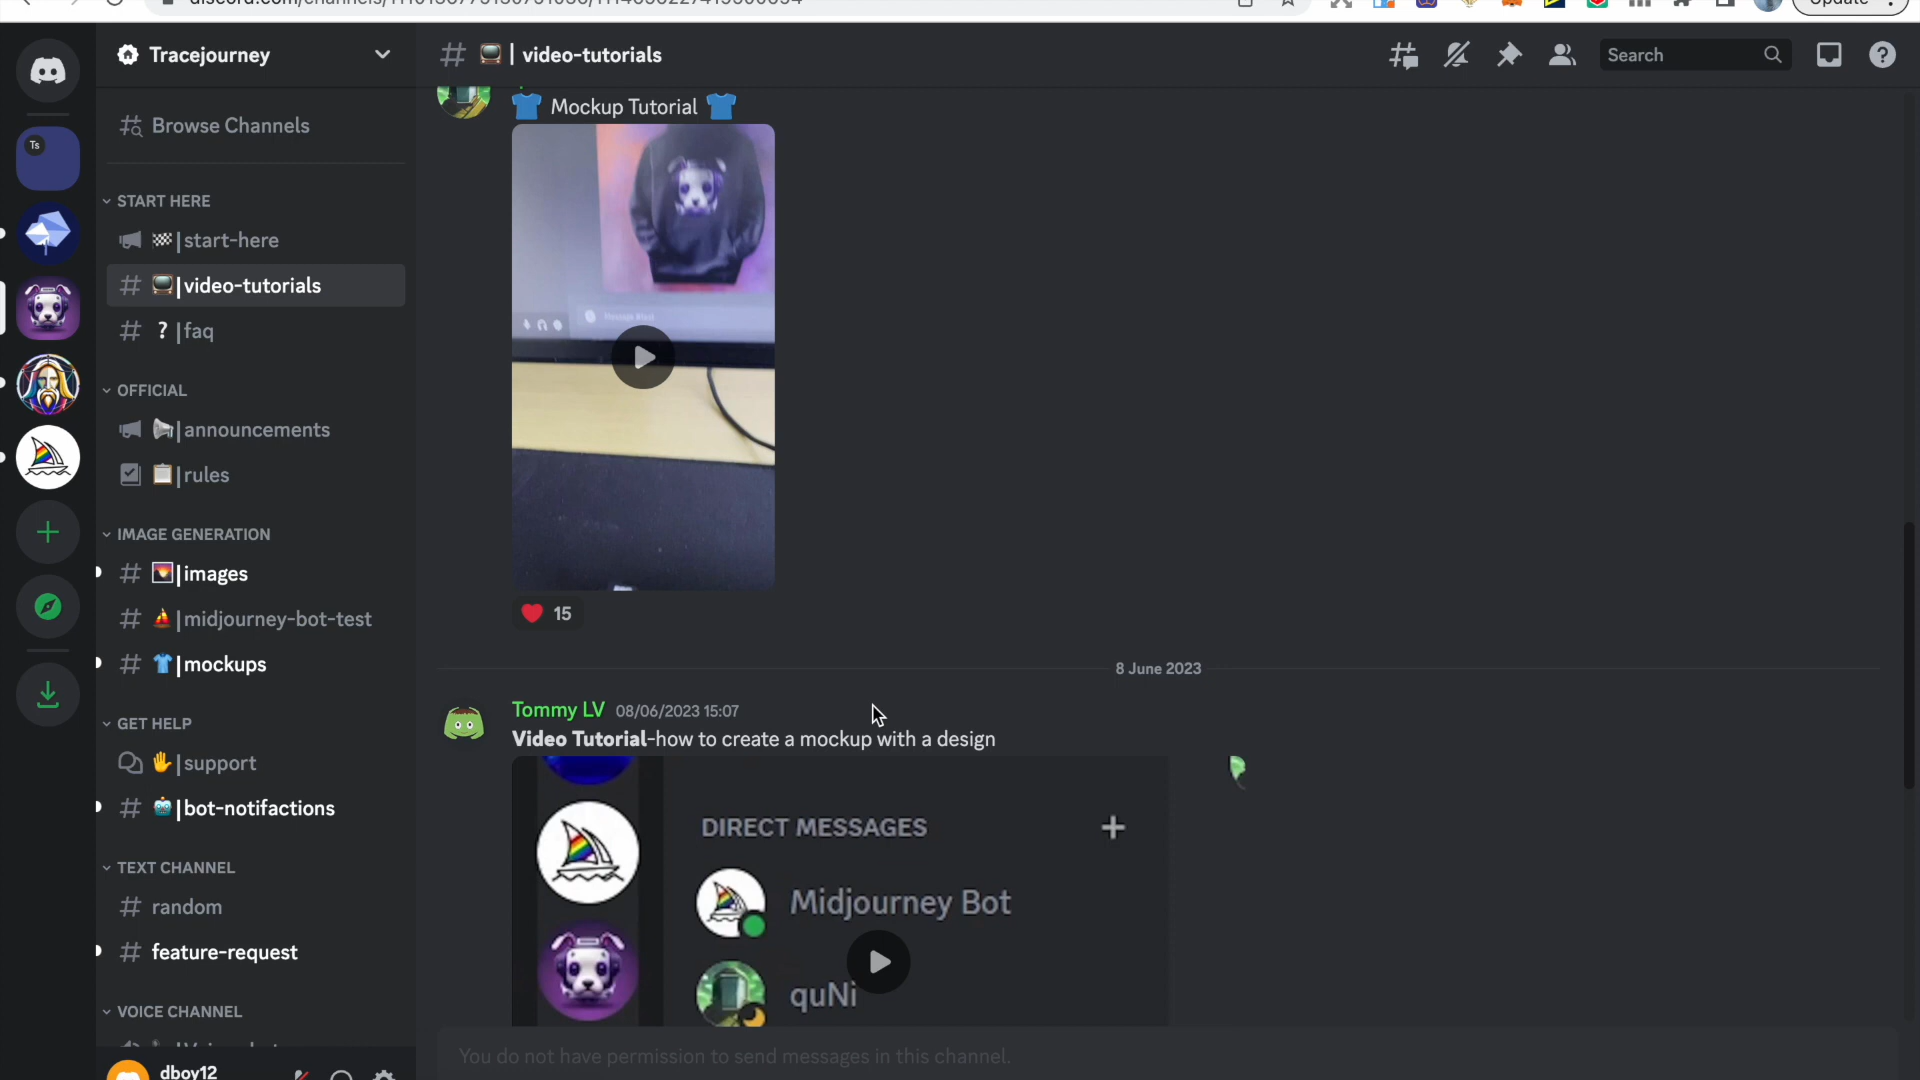 Update
Tracejourney
| video-tutorials
Search
Browse Channels
START HERE
|start-here
|video-tutorials
? |faq
OFFICIAL
|announcements
|rules
IMAGE GENERATION
|images
|midjourney-bot-test
|mockups
GET HELP
|support
|bot-notifactions
TEXT CHANNEL
random
feature-request
VOICE CHANNEL
dboy12
Ts
Mockup Tutorial
15
8 June 2023
Tommy LV 08/06/2023 15:07
Video Tutorial-how to create a mockup with a design
DIRECT MESSAGES
Midjourney Bot
quNi
You do not have permission to send messages in this channel.